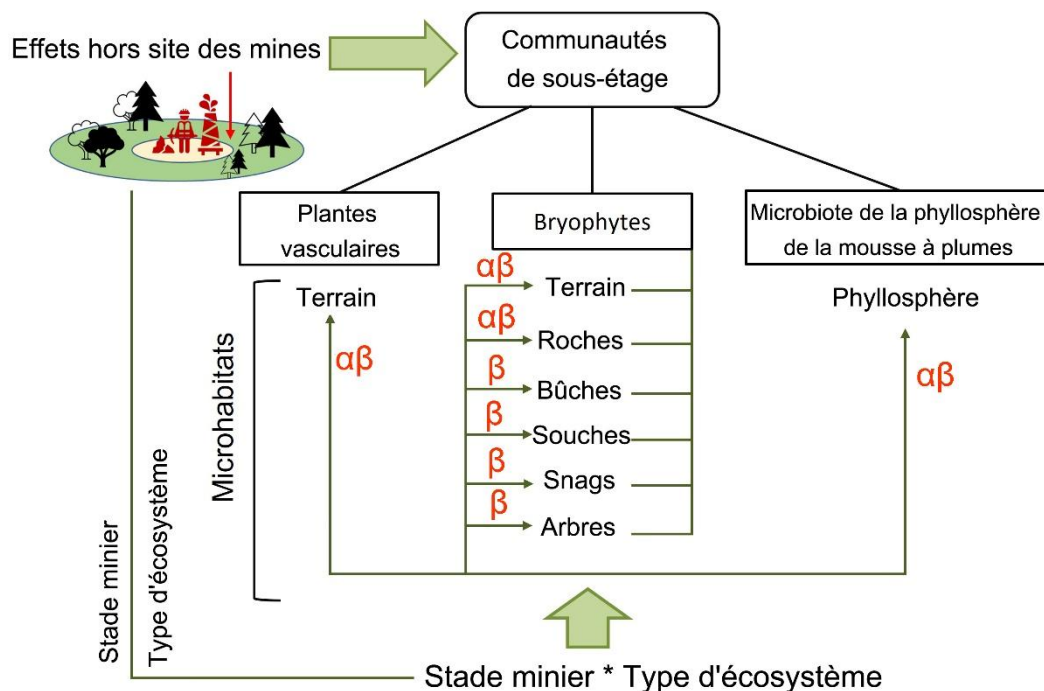 Effets hors site des mines
Communautés
de sous-étage
Plantes
vasculaires
Bryophytes
Microbiote de la phyllosphère
de la mousse à plumes
Microhabitats
Terrain
αβ
αβ
Terrain
αβ
Roches
β
Bûches
β
Souches
β
Snags
β
Arbres
Phyllosphère
αβ
Stade minier
Type d'écosystème
Stade minier * Type d'écosystème